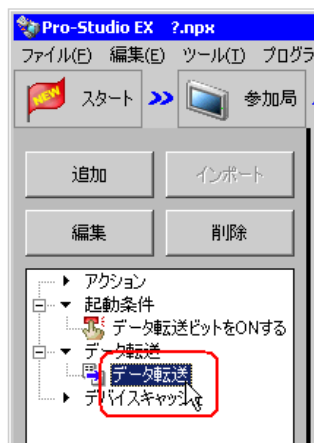 Pro-Studio EX ?.npx
ファイル(F) 編集(E) ツール(T) プログラ
NEW スタート 参加局
追加 インポート
編集 削除
アクション
起動条件
データ転送ビットをONする
データ転送
データ転送
デバイスキャッシュ